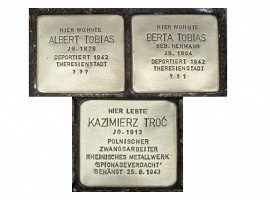 HIER WOHNTE
ALBERT TOBIAS
JG. 1878
DEPORTIERT 1942
THERESIENSTADT
? ? ?
HIER WOHNTE
BERTA TOBIAS
GEB. HERMANN
JG. 1884
DEPORTIERT 1942
THERESIENSTADT
? ? ?
HIER LEBTE
KAZIMIERZ TROČ
JG. 1913
POLNISCHER
ZWANGSARBEITER
RHEINISCHES METALLWERK
'SPIONAGEVERDACHT'
GEHÄNGT 25.8.1943